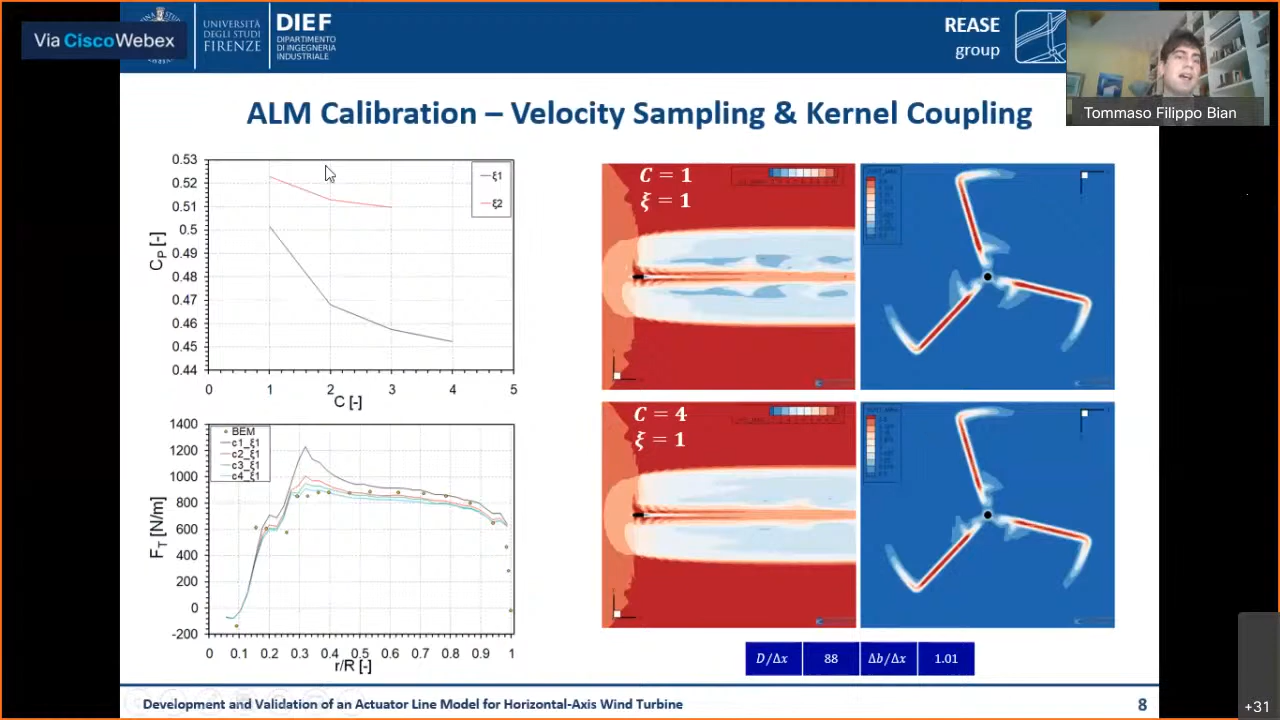 Via Cisco Webex
UNIVERSITÀ
DEGLI STUDI
FIRENZE
DIEF
DIPARTIMENTO
DI INGEGNERIA
INDUSTRIALE
REASE
group
Tommaso Filippo Bian
ALM Calibration – Velocity Sampling & Kernel Coupling
0.53
0.52
0.51
0.5
0.49
0.48
0.47
0.46
0.45
0.44
CP [-]
ξ1
ξ2
0 1 2 3 4 5
C [-]
1400
1200
1000
800
600
400
200
0
-200
FT [N/m]
BEM
c1_ξ1
c2_ξ1
c3_ξ1
c4_ξ1
0 0.1 0.2 0.3 0.4 0.5 0.6 0.7 0.8 0.9 1
r/R [-]
C = 1
ξ = 1
C = 4
ξ = 1
D/Δx 88 Δb/Δx 1.01
Development and Validation of an Actuator Line Model for Horizontal-Axis Wind Turbine
8
+31